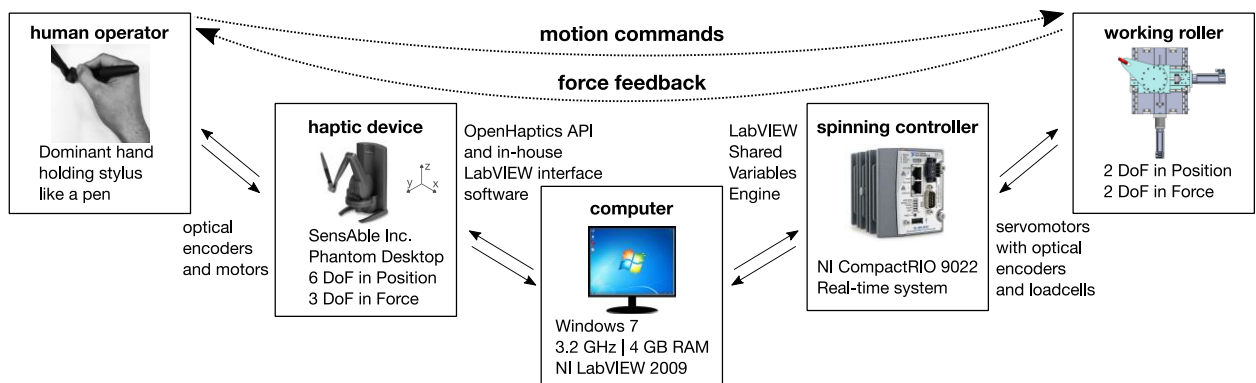 human operator
Dominant hand
holding stylus
like a pen
motion commands
force feedback
optical
encoders
and motors
haptic device
z
y
x
SensAble Inc.
Phantom Desktop
6 DoF in Position
3 DoF in Force
OpenHaptics API
and in-house
LabVIEW interface
software
computer
Windows 7
3.2 GHz | 4 GB RAM
NI LabVIEW 2009
LabVIEW
Shared
Variables
Engine
spinning controller
NI CompactRIO 9022
Real-time system
servomotors
with optical
encoders
and loadcells
working roller
2 DoF in Position
2 DoF in Force